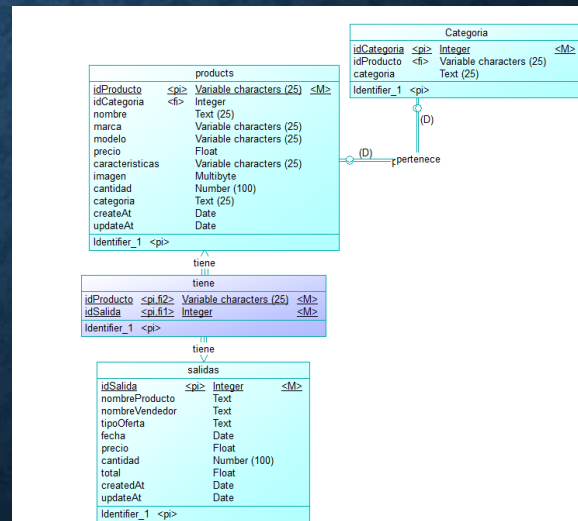 Categoria
idCategoria <pi> Integer <M>
idProducto <fi> Variable characters (25)
categoria Text (25)
Identifier_1 <pi>
(D)
products
idProducto <pi> Variable characters (25) <M>
idCategoria <fi> Integer
nombre Text (25)
marca Variable characters (25)
modelo Variable characters (25)
precio Float
caracteristicas Variable characters (25)
imagen Multibyte
cantidad Number (100)
categoria Text (25)
createAt Date
updateAt Date
Identifier_1 <pi>
(D)
pertenece
tiene
tiene
idProducto <pi,fi2> Variable characters (25) <M>
idSalida <pi,fi1> Integer <M>
Identifier_1 <pi>
tiene
salidas
idSalida <pi> Integer <M>
nombreProducto Text
nombreVendedor Text
tipoOferta Text
fecha Date
precio Float
cantidad Number (100)
total Float
createdAt Date
updateAt Date
Identifier_1 <pi>